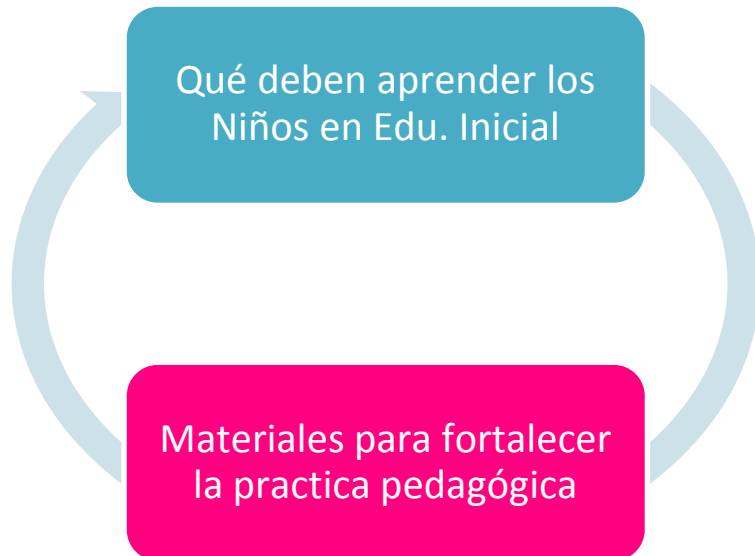 Qué deben aprender los
Niños en Edu. Inicial
Materiales para fortalecer
la practica pedagógica